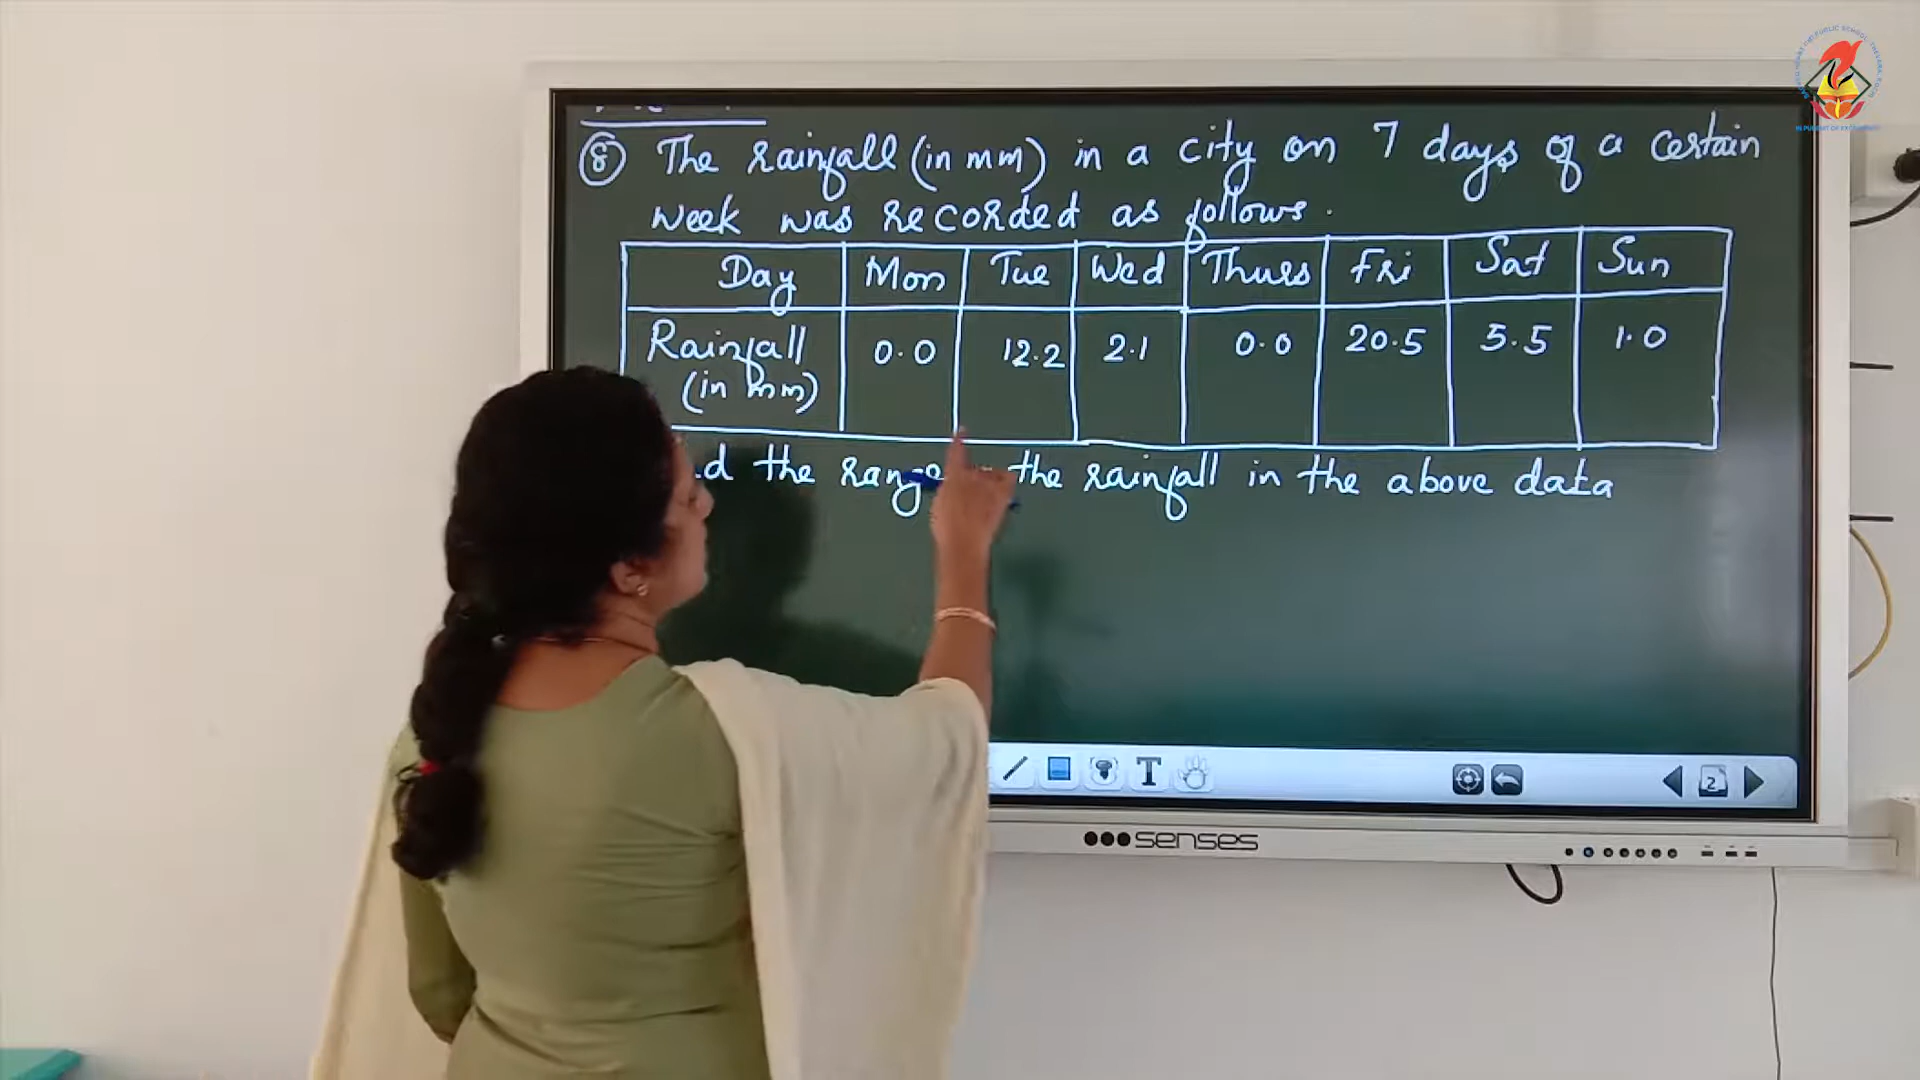 8 The rainfall (in mm) in a city on 7 days of a certain
week was recorded as follows.
Day Mon Tue Wed Thurs Fri Sat Sun
Rainfall (in mm) 0.0 12.2 2.1 0.0 20.5 5.5 1.0
the range the rainfall in the above data
T
2
senses